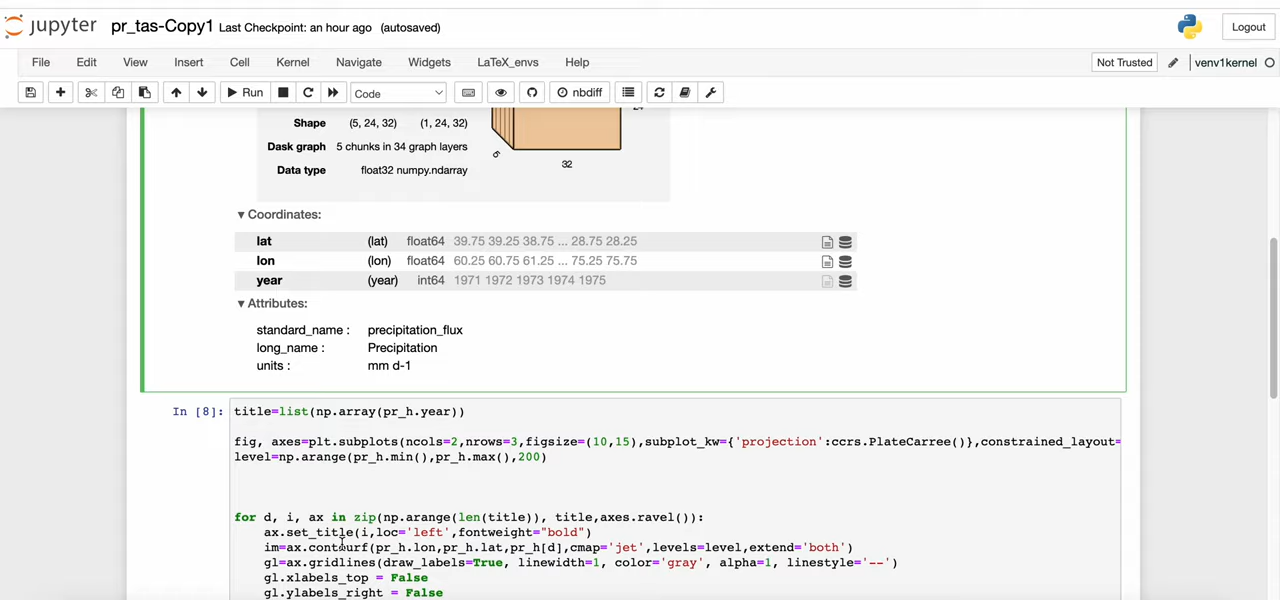 jupyter pr_tas-Copy1 Last Checkpoint: an hour ago (autosaved) Logout
File Edit View Insert Cell Kernel Navigate Widgets LaTeX_envs Help Not Trusted venv1kernel
Run Code nbdiff
Shape (5, 24, 32) (1, 24, 32)
Dask graph 5 chunks in 34 graph layers
32
Data type float32 numpy.ndarray
Coordinates:
lat (lat) float64 39.75 39.25 38.75 ... 28.75 28.25
lon (lon) float64 60.25 60.75 61.25 ... 75.25 75.75
year (year) int64 1971 1972 1973 1974 1975
Attributes:
standard_name : precipitation_flux
long_name : Precipitation
units : mm d-1
In [8]: title=list(np.array(pr_h.year))
fig, axes=plt.subplots(ncols=2,nrows=3,figsize=(10,15),subplot_kw={'projection':ccrs.PlateCarree()},constrained_layout=
level=np.arange(pr_h.min(),pr_h.max(),200)
for d, i, ax in zip(np.arange(len(title)), title,axes.ravel()):
ax.set_title(i,loc='left',fontweight="bold")
im=ax.contourf(pr_h.lon,pr_h.lat,pr_h[d],cmap='jet',levels=level,extend='both')
gl=ax.gridlines(draw_labels=True, linewidth=1, color='gray', alpha=1, linestyle='--')
gl.xlabels_top = False
gl.ylabels_right = False